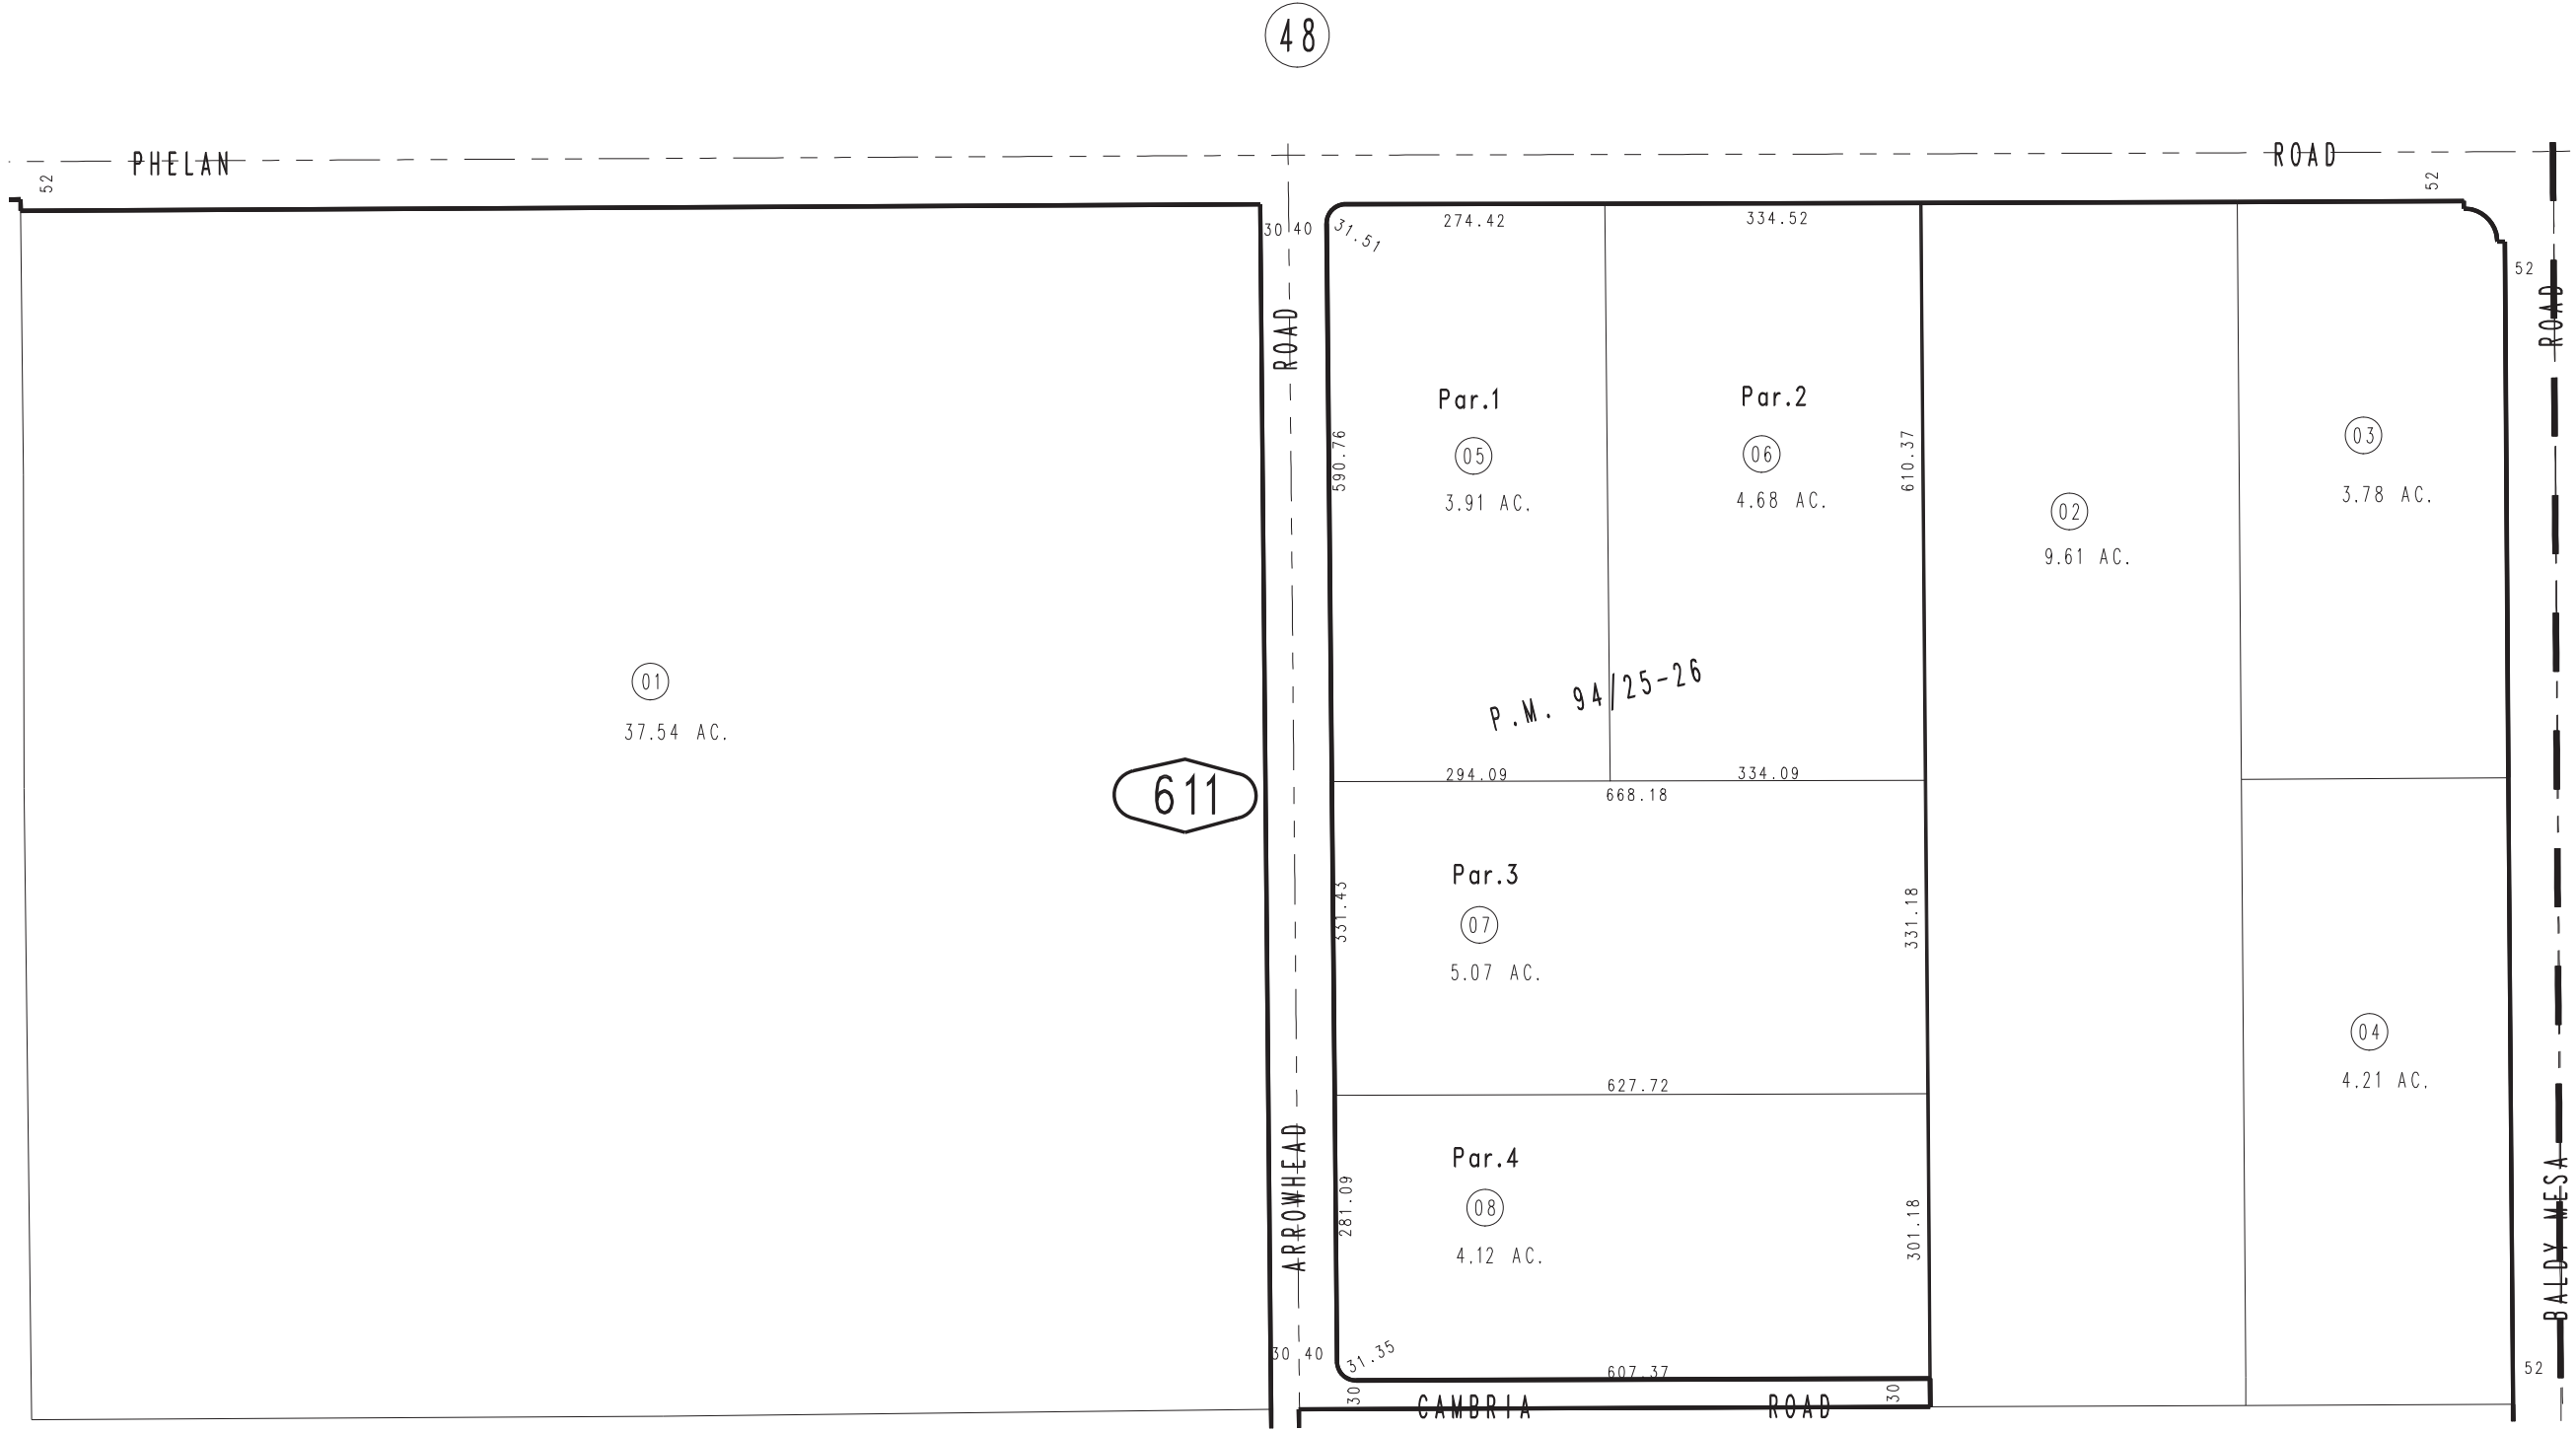 48
PHELAN ROAD
52
52
30 40
31.51
274.42
334.52
52
ROAD
ROAD
Par.1
05
3.91 AC.
Par.2
06
4.68 AC.
590.76
610.37
02
9.61 AC.
03
3.78 AC.
01
37.54 AC.
P.M. 94/25-26
611
294.09
334.09
668.18
Par.3
07
5.07 AC.
331.43
331.18
04
4.21 AC.
627.72
Par.4
08
4.12 AC.
281.09
301.18
ARROWHEAD
BALDY MESA
30 40
31.35
607.37
52
30
30
CAMBRIA ROAD